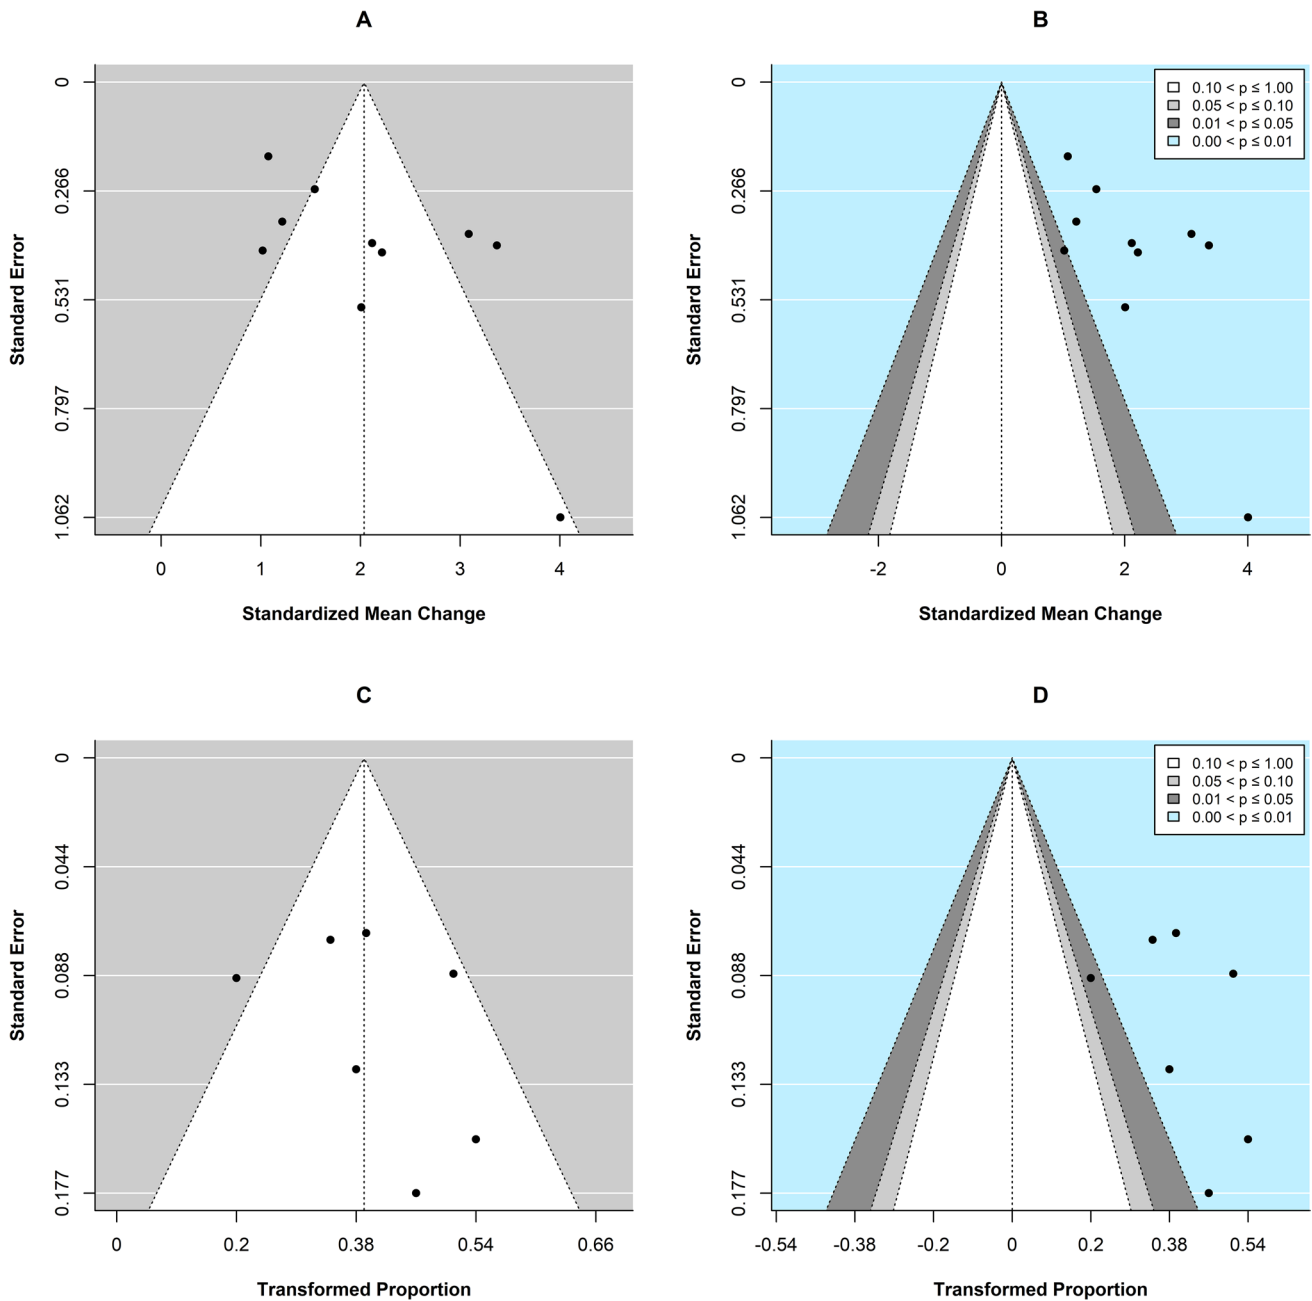 A
B
0
0.266
0.531
0.797
1.062
Standard Error
0 1 2 3 4
Standardized Mean Change
0
0.266
0.531
0.797
1.062
Standard Error
0.10 < p ≤ 1.00
0.05 < p ≤ 0.10
0.01 < p ≤ 0.05
0.00 < p ≤ 0.01
-2 0 2 4
Standardized Mean Change
C
D
0
0.044
0.088
0.133
0.177
Standard Error
0 0.2 0.38 0.54 0.66
Transformed Proportion
0
0.044
0.088
0.133
0.177
Standard Error
0.10 < p ≤ 1.00
0.05 < p ≤ 0.10
0.01 < p ≤ 0.05
0.00 < p ≤ 0.01
-0.54 -0.38 -0.2 0 0.2 0.38 0.54
Transformed Proportion